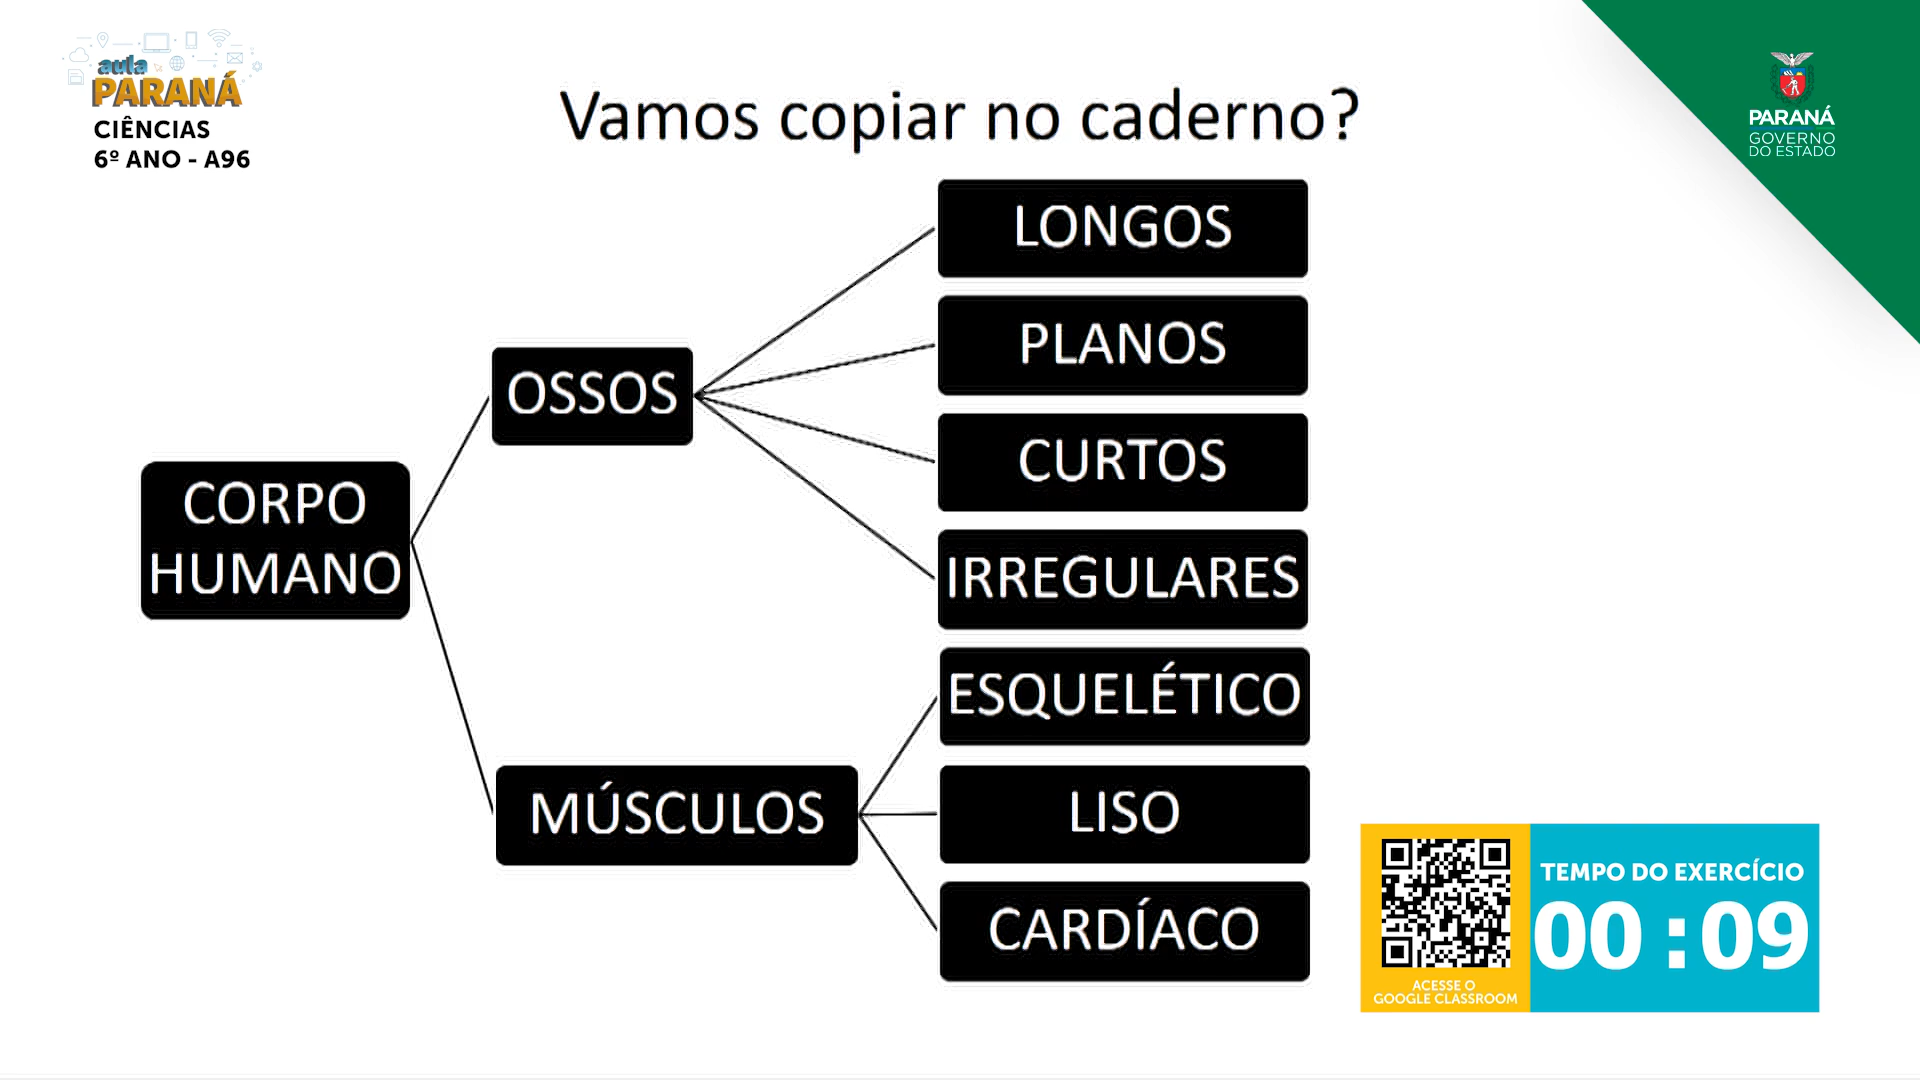 aula
PARANÁ
CIÊNCIAS
6º ANO - A96
PARANÁ
GOVERNO
DO ESTADO
Vamos copiar no caderno?
LONGOS
PLANOS
OSSOS
CURTOS
CORPO
HUMANO
IRREGULARES
ESQUELÉTICO
MÚSCULOS
LISO
CARDÍACO
TEMPO DO EXERCÍCIO
00:09
ACESSE O
GOOGLE CLASSROOM